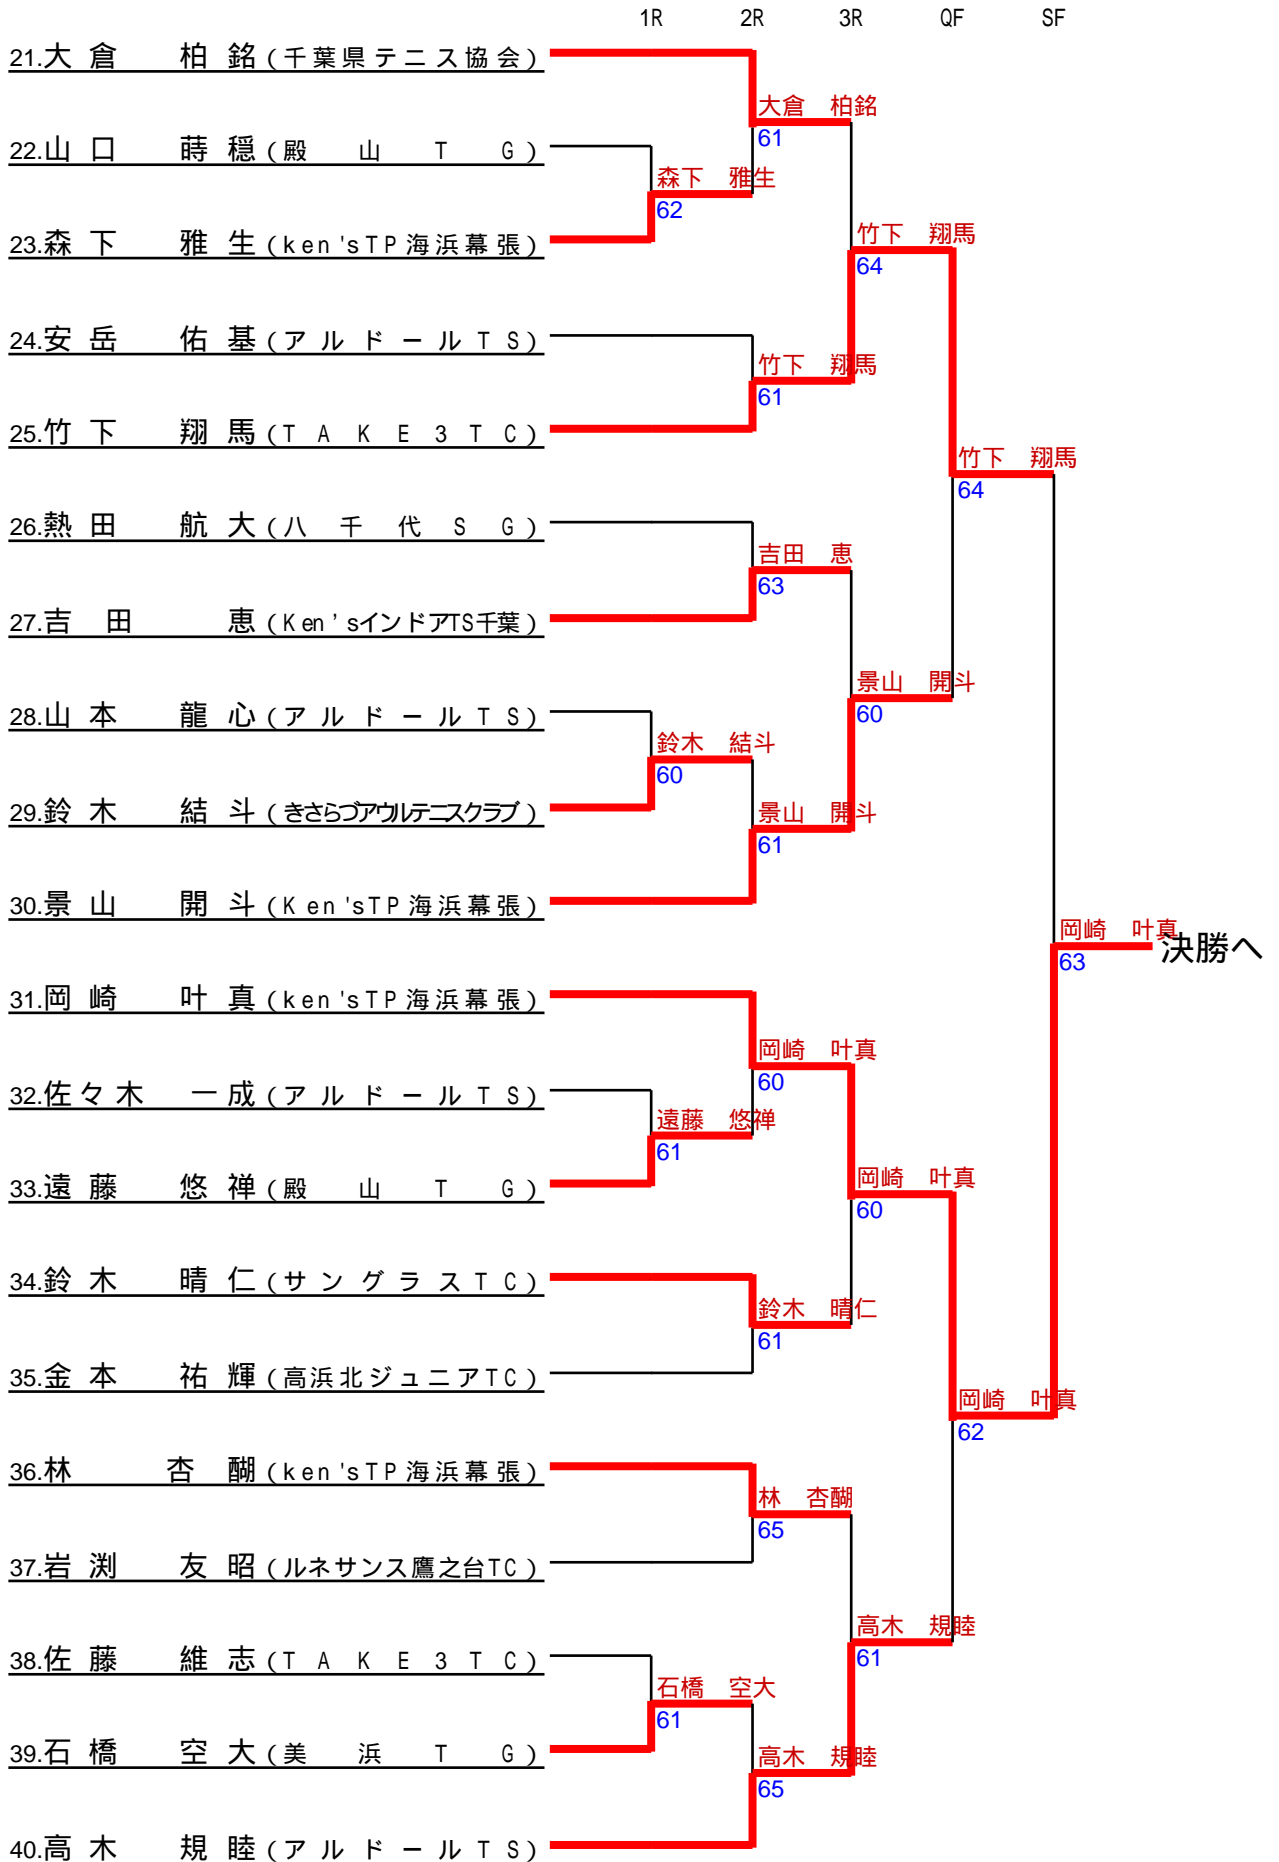 1R 2R 3R QF SF
21.大倉 柏銘(千葉県テニス協会)
大倉 柏銘
61
22.山口 蒔穏(殿山TG)
森下 雅生
62
23.森下 雅生(ken'sTP海浜幕張)
竹下 翔馬
64
24.安岳 佑基(アルドールTS)
竹下 翔馬
61
25.竹下 翔馬(TAKE3TC)
竹下 翔馬
64
26.熱田 航大(八千代SG)
吉田 恵
63
27.吉田 恵(Ken'sインドアTS千葉)
景山 開斗
60
28.山本 龍心(アルドールTS)
鈴木 結斗
60
29.鈴木 結斗(きさらづアウルテニスクラブ)
景山 開斗
61
30.景山 開斗(Ken'sTP海浜幕張)
岡崎 叶真
63
決勝へ
31.岡崎 叶真(ken'sTP海浜幕張)
岡崎 叶真
60
32.佐々木 一成(アルドールTS)
遠藤 悠禅
61
33.遠藤 悠禅(殿山TG)
岡崎 叶真
60
34.鈴木 晴仁(サングラスTC)
鈴木 晴仁
61
35.金本 祐輝(高浜北ジュニアTC)
岡崎 叶真
62
36.林 杏醐(ken'sTP海浜幕張)
林 杏醐
65
37.岩渕 友昭(ルネサンス鷹之台TC)
高木 規睦
61
38.佐藤 維志(TAKE3TC)
石橋 空大
61
39.石橋 空大(美浜TG)
高木 規睦
65
40.高木 規睦(アルドールTS)